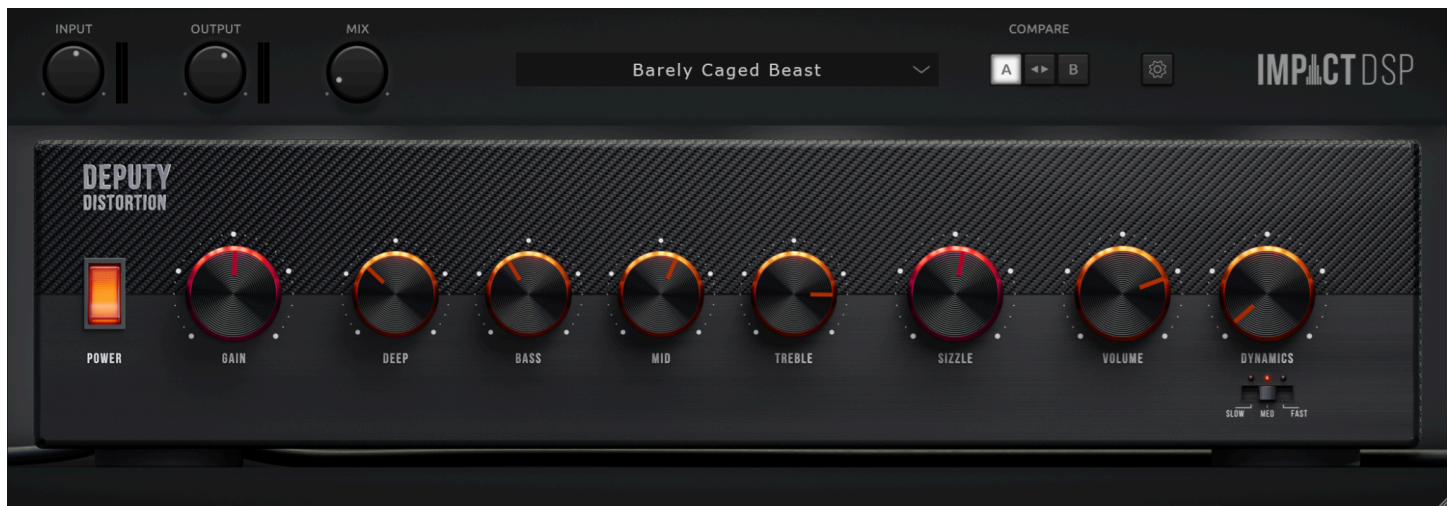 INPUT
OUTPUT
MIX
COMPARE
Barely Caged Beast
A
B
IMPACT DSP
DEPUTY
DISTORTION
POWER
GAIN
DEEP
BASS
MID
TREBLE
SIZZLE
VOLUME
DYNAMICS
SLOW
MED
FAST